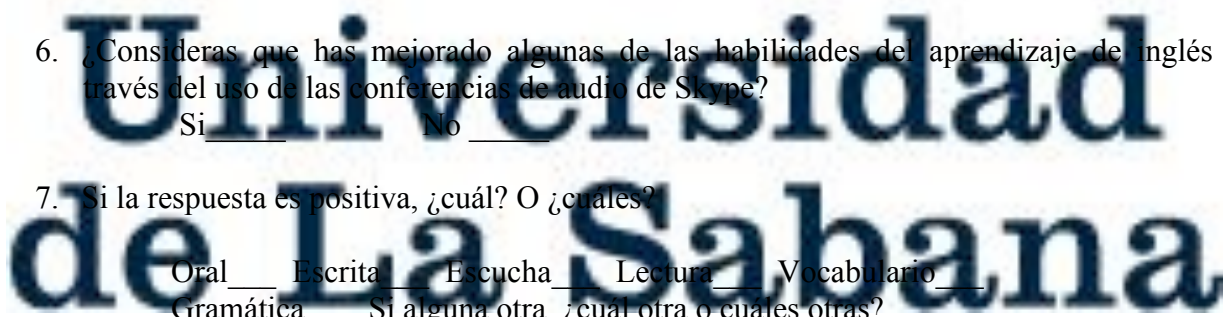 Universidad
de La Sabana
6. ¿Consideras que has mejorado algunas de las habilidades del aprendizaje de inglés
través del uso de las conferencias de audio de Skype?
Si_____ No _____
7. Si la respuesta es positiva, ¿cuál? O ¿cuáles?
Oral___ Escrita___ Escucha___ Lectura___ Vocabulario___
Gramática___ Si alguna otra, ¿cuál otra o cuáles otras?